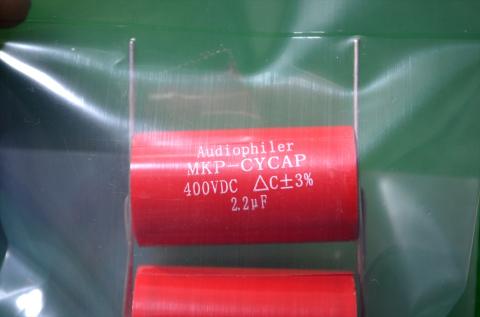 Audiophiler
MKP-CYCAP
400VDC △C±3%
2.2µF